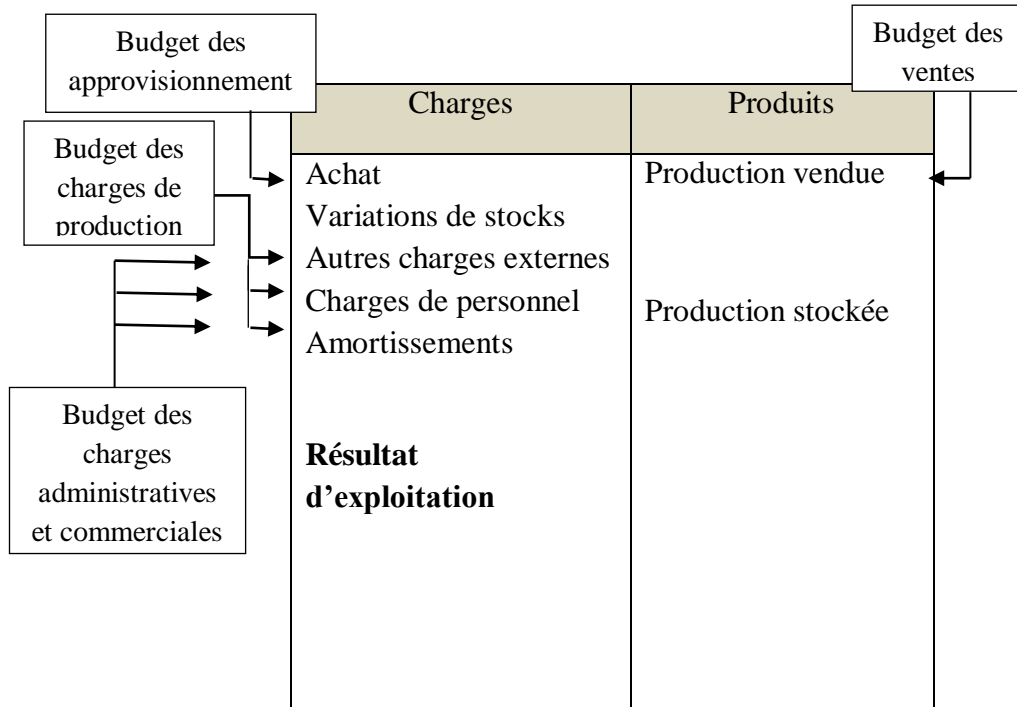 Budget des
approvisionnement
Budget des
ventes
Budget des
charges de
production
Budget des
charges
administratives
et commerciales
Charges
Produits
Achat
Variations de stocks
Autres charges externes
Charges de personnel
Amortissements
Résultat
d’exploitation
Production vendue
Production stockée